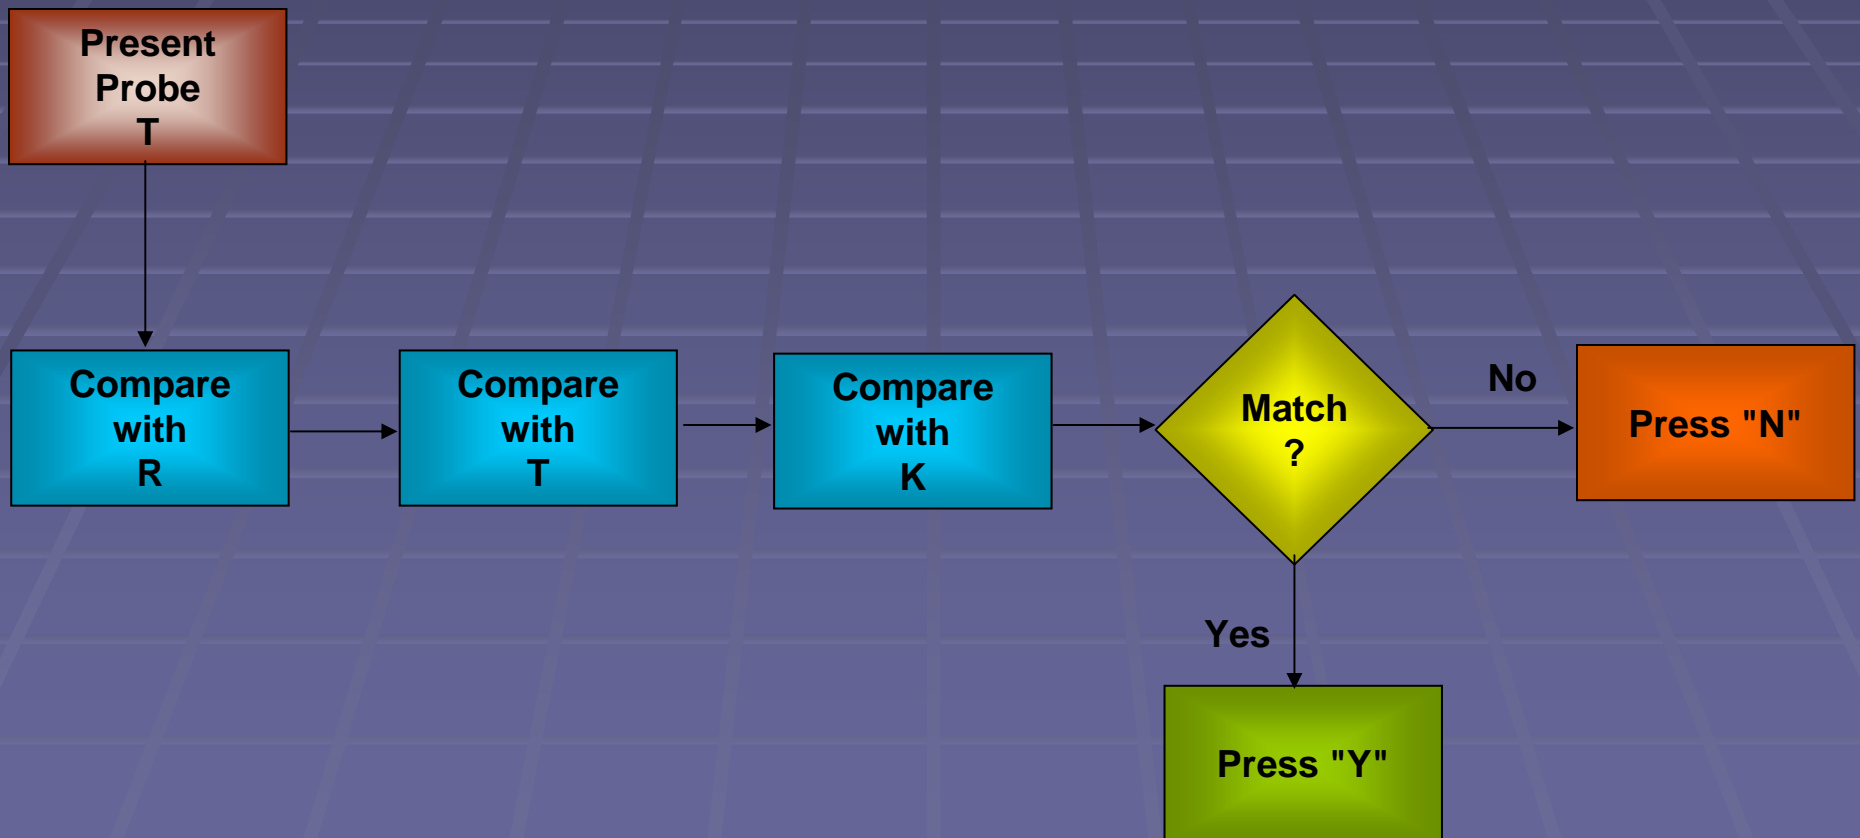 Present
Probe
T
Compare
with
R
Compare
with
T
Compare
with
K
Match
?
No
Press "N"
Yes
Press "Y"